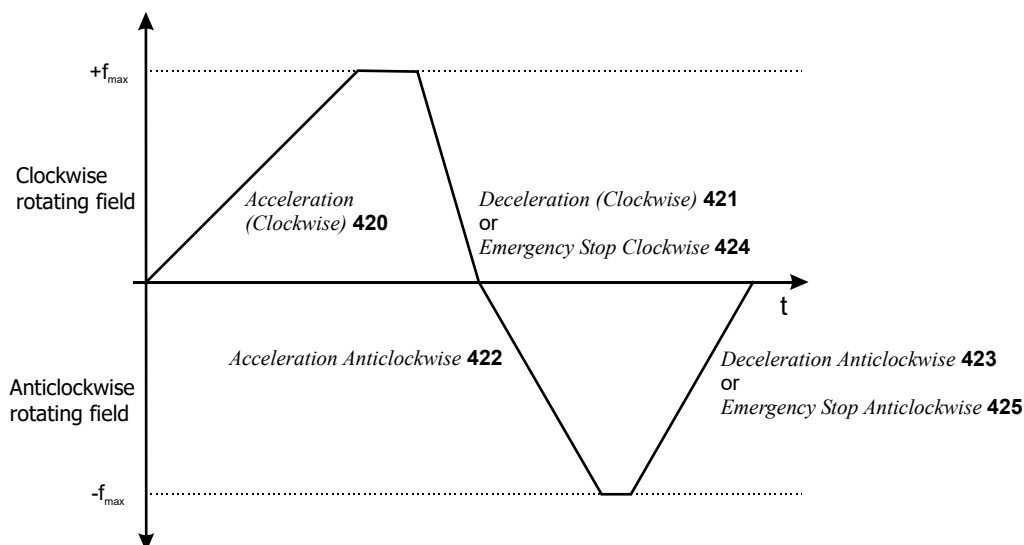 +fmax
Clockwise
rotating field
Acceleration
(Clockwise) 420
Deceleration (Clockwise) 421
or
Emergency Stop Clockwise 424
t
Acceleration Anticlockwise 422
Deceleration Anticlockwise 423
or
Emergency Stop Anticlockwise 425
Anticlockwise
rotating field
-fmax